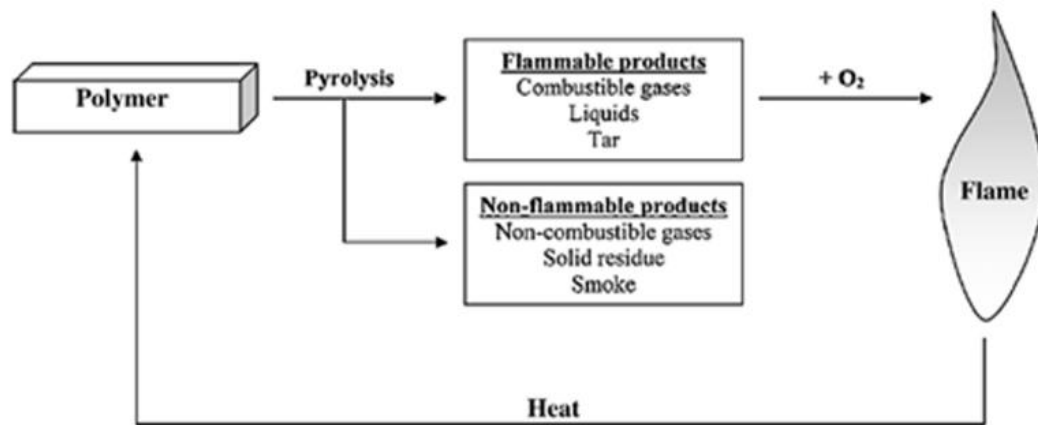 Polymer
Pyrolysis
Flammable products
Combustible gases
Liquids
Tar
+ O₂
Flame
Non-flammable products
Non-combustible gases
Solid residue
Smoke
Heat